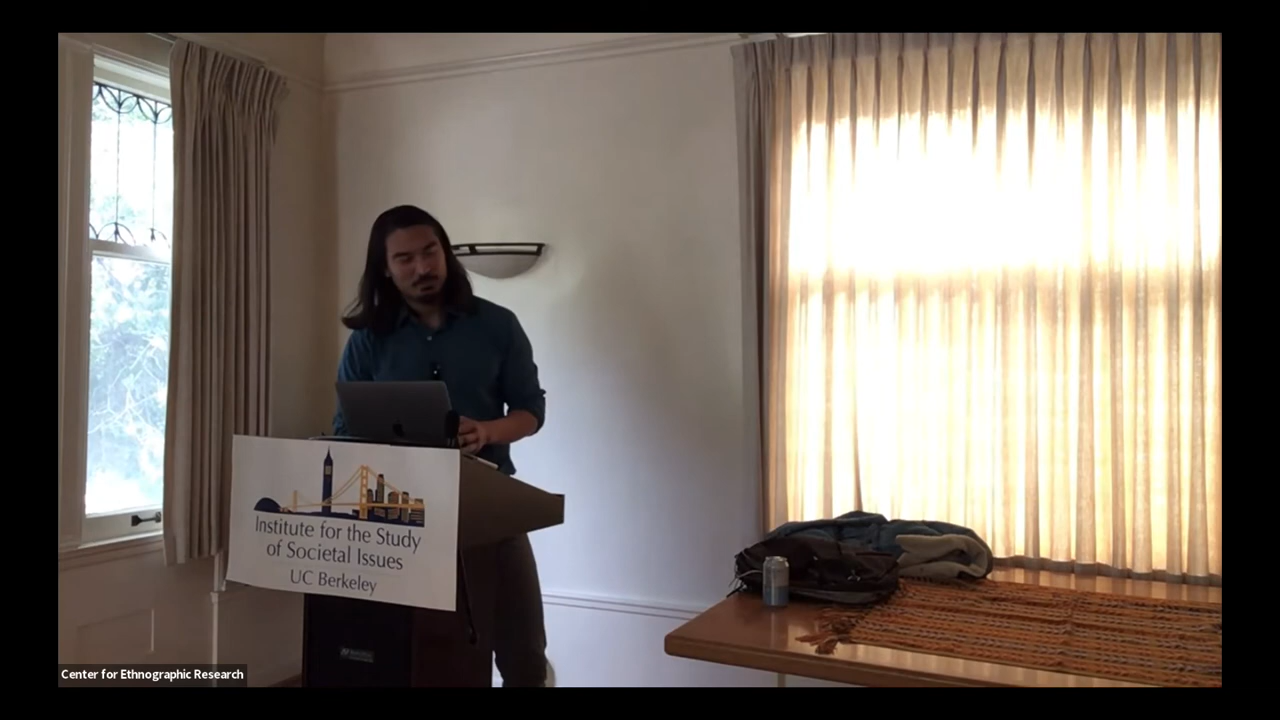 Institute for the Study
of Societal Issues
UC Berkeley
Center for Ethnographic Research